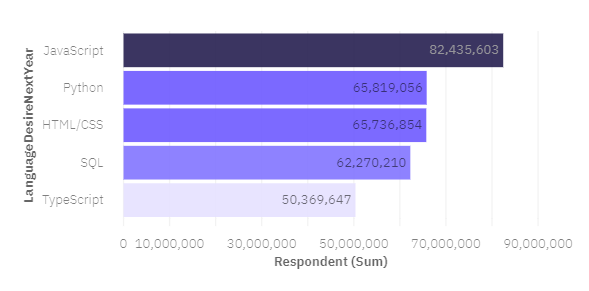 LanguageDesireNextYear
JavaScript 82,435,603
Python 65,819,056
HTML/CSS 65,736,854
SQL 62,270,210
TypeScript 50,369,647
0 10,000,000 30,000,000 50,000,000 70,000,000 90,000,000
Respondent (Sum)